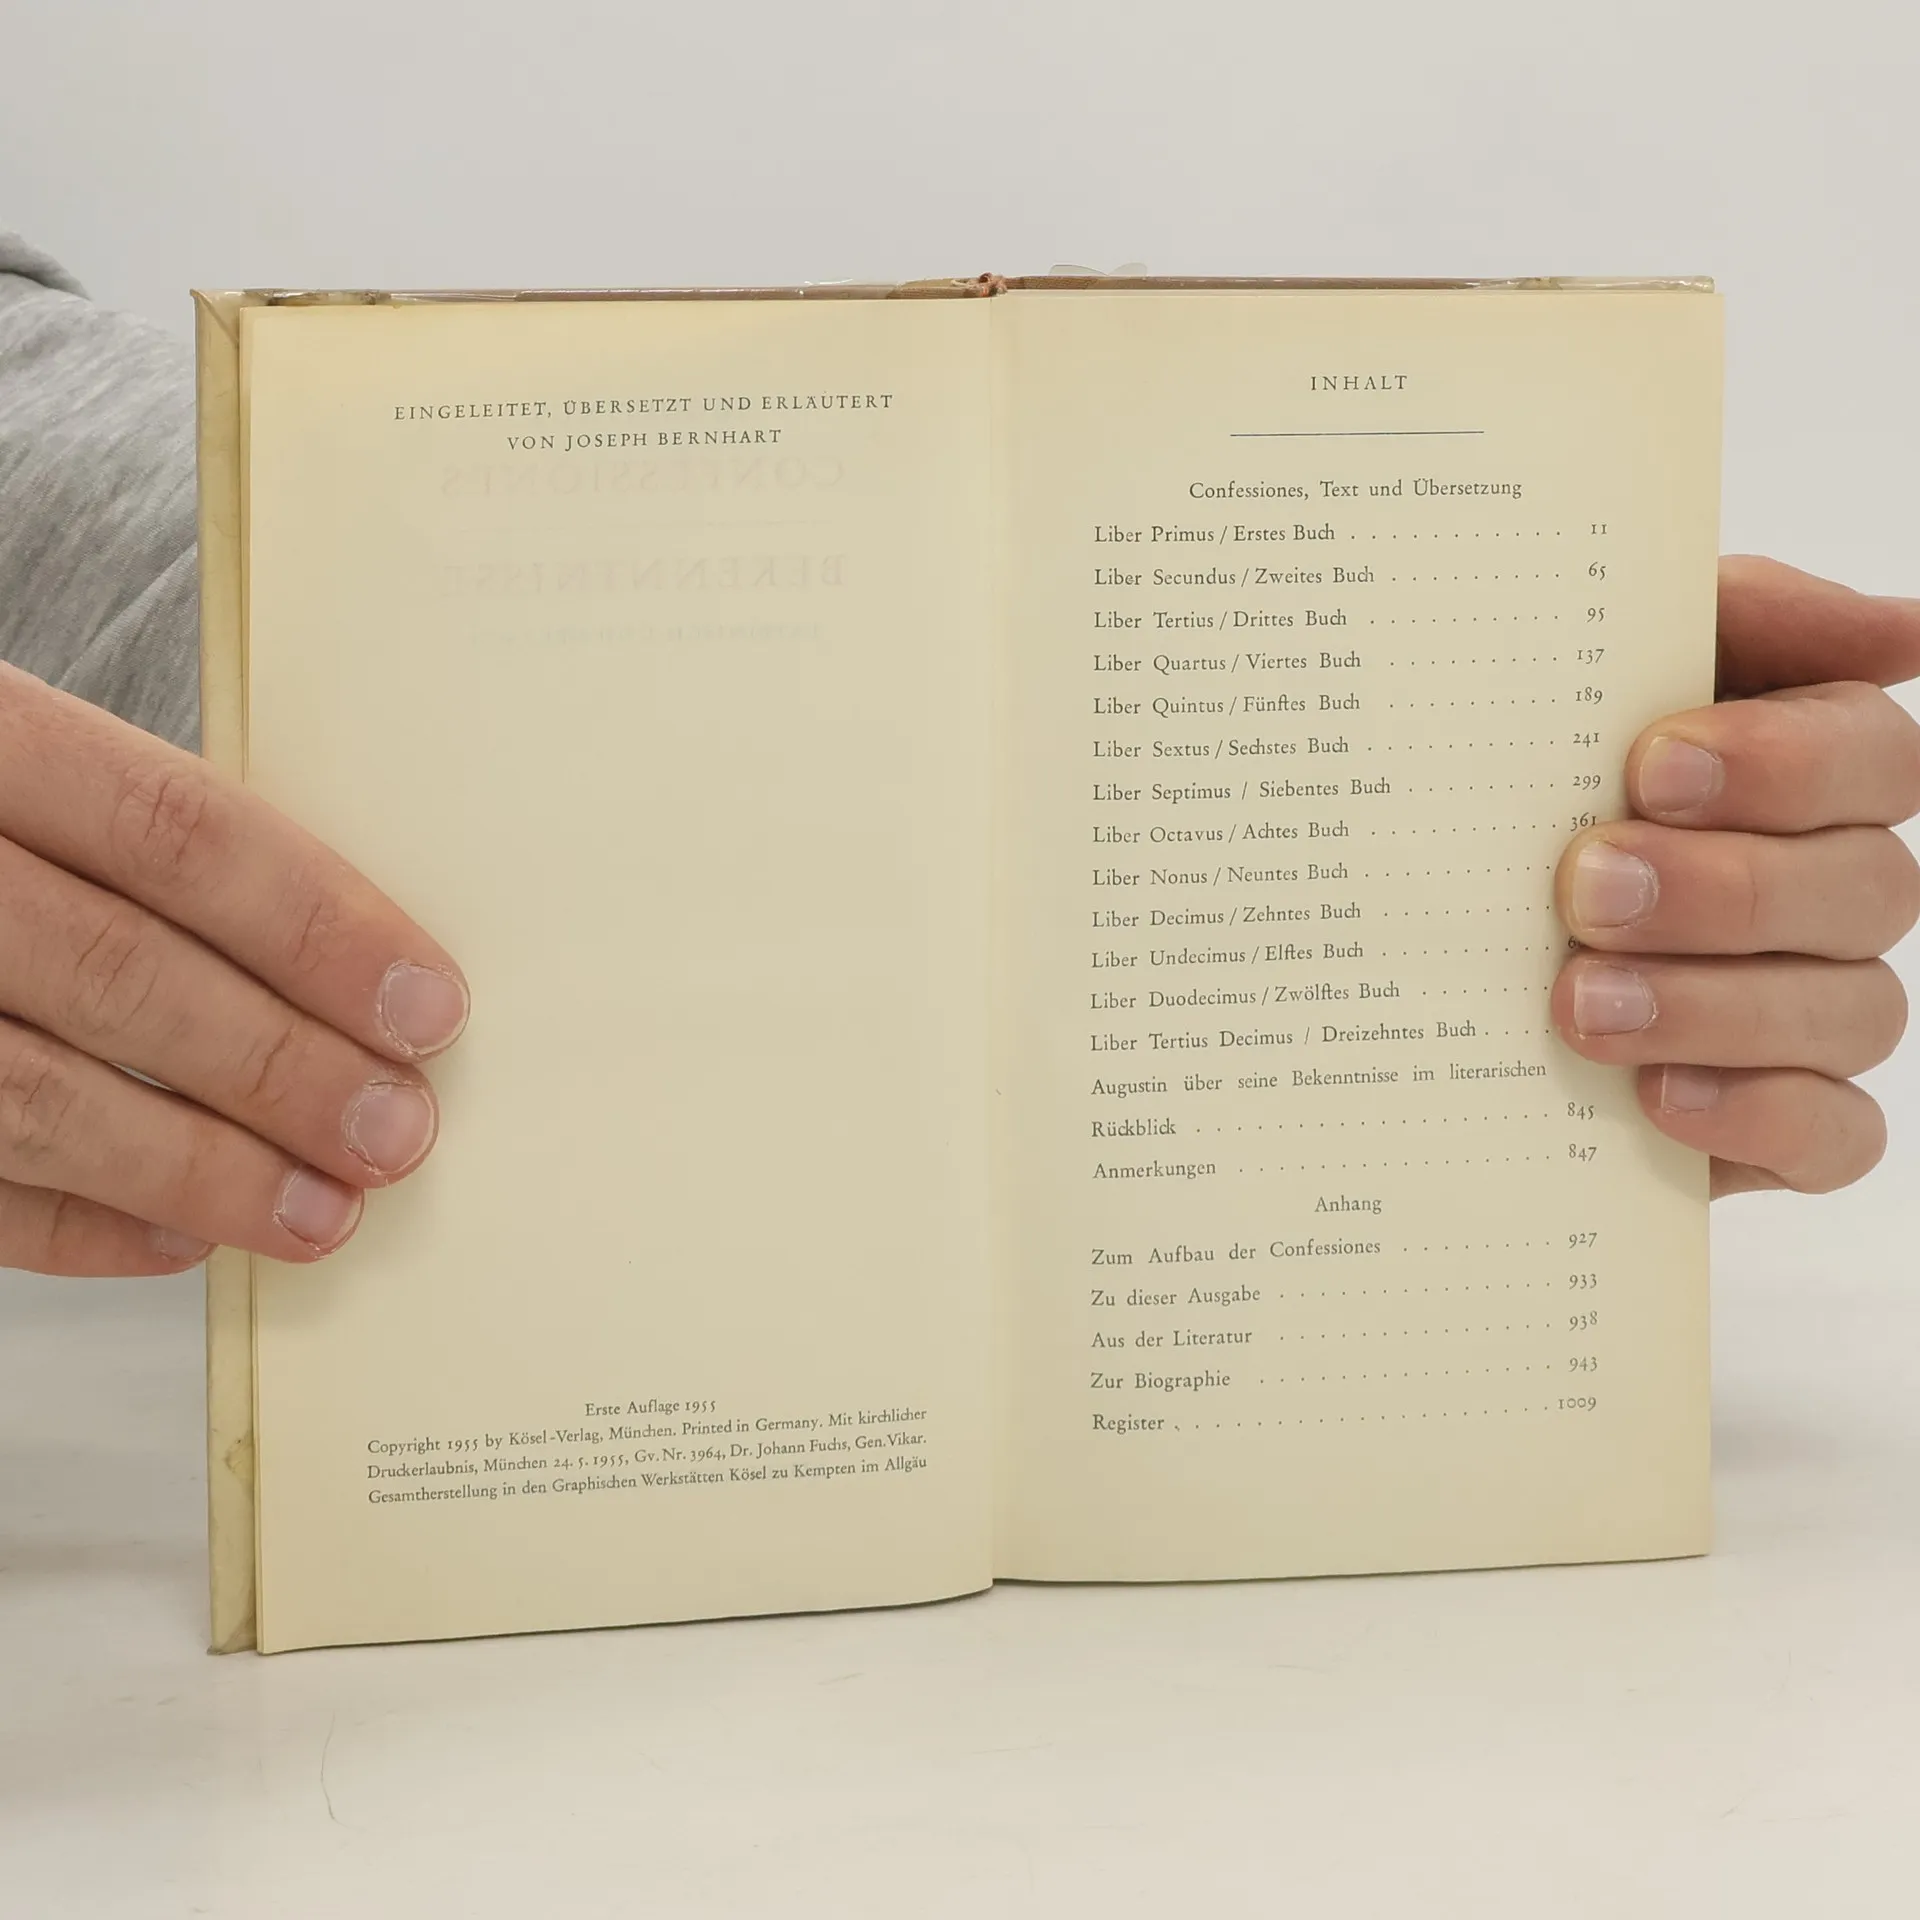 EINGELEITET, ÜBERSETZT UND ERLÄUTERT
VON JOSEPH BERNHART
Erste Auflage 1955
Copyright 1955 by Kösel-Verlag, München. Printed in Germany. Mit kirchlicher
Druckerlaubnis, München 24. 5. 1955, Gv. Nr. 3964, Dr. Johann Fuchs, Gen.Vikar.
Gesamtherstellung in den Graphischen Werkstätten Kösel zu Kempten im Allgäu
INHALT
Confessiones, Text und Übersetzung
Liber Primus / Erstes Buch . . . . . . . . . . . 11
Liber Secundus / Zweites Buch . . . . . . . . . 65
Liber Tertius / Drittes Buch . . . . . . . . . . 95
Liber Quartus / Viertes Buch . . . . . . . . . 137
Liber Quintus / Fünftes Buch . . . . . . . . . 189
Liber Sextus / Sechstes Buch . . . . . . . . . . 241
Liber Septimus / Siebentes Buch . . . . . . . . 299
Liber Octavus / Achtes Buch . . . . . . . . . . 361
Liber Nonus / Neuntes Buch . . . . . . . . . .
Liber Decimus / Zehntes Buch . . . . . . . . .
Liber Undecimus / Elftes Buch . . . . . . . . .
Liber Duodecimus / Zwölftes Buch . . . . . . .
Liber Tertius Decimus / Dreizehntes Buch . . . .
Augustin über seine Bekenntnisse im literarischen
Rückblick . . . . . . . . . . . . . . . . . . 845
Anmerkungen . . . . . . . . . . . . . . . . 847
Anhang
Zum Aufbau der Confessiones . . . . . . . . 927
Zu dieser Ausgabe . . . . . . . . . . . . . . 933
Aus der Literatur . . . . . . . . . . . . . . 938
Zur Biographie . . . . . . . . . . . . . . . 943
Register . . . . . . . . . . . . . . . . . . . 1009